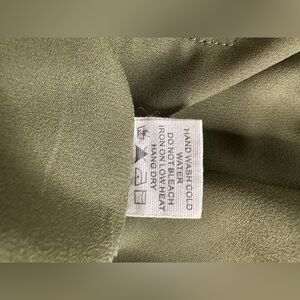 HAND WASH COLD
WATER
DO NOT BLEACH
IRON ON LOW HEAT
HANG DRY